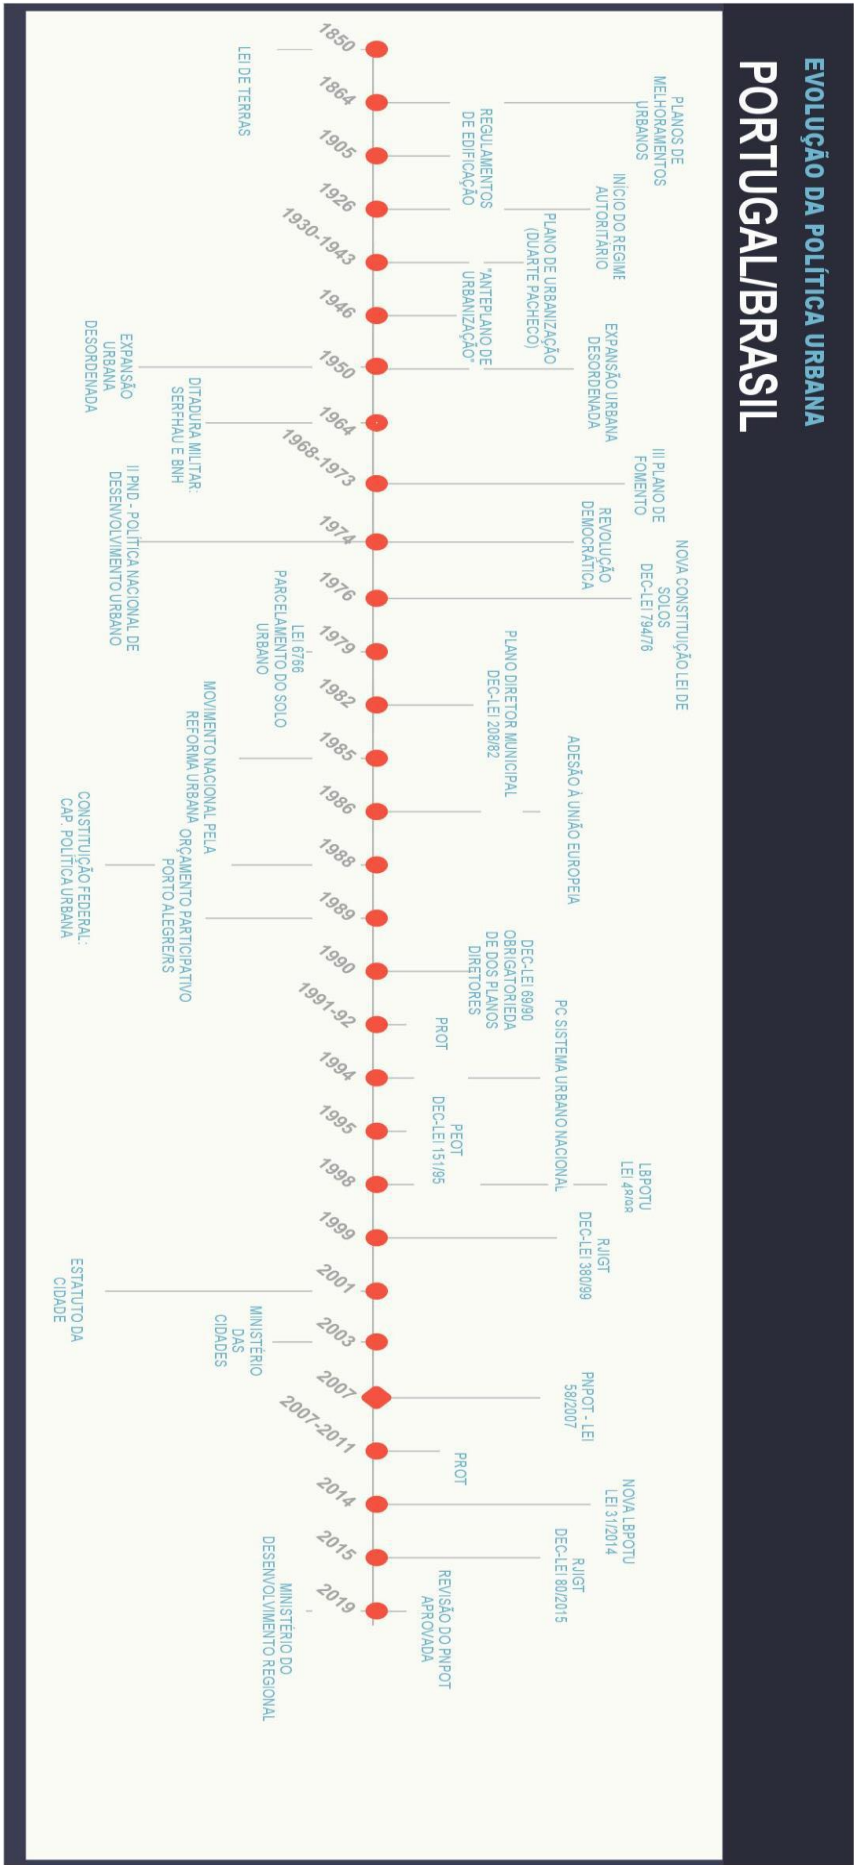 EVOLUÇÃO DA POLÍTICA URBANA
PORTUGAL/BRASIL
PLANOS DE
MELHORAMENTOS
URBANOS
REGULAMENTOS
DE EDIFICAÇÃO
INÍCIO DO REGIME
AUTORITÁRIO
PLANO DE URBANIZAÇÃO
(DUARTE PACHECO)
"ANTEPLANO DE
URBANIZAÇÃO"
EXPANSÃO URBANA
DESORDENADA
III PLANO DE
FOMENTO
REVOLUÇÃO
DEMOCRÁTICA
NOVA CONSTITUIÇÃO LEI DE
SOLOS
DEC-LEI 794/76
PLANO DIRETOR MUNICIPAL
DEC-LEI 208/82
ADESÃO À UNIÃO EUROPEIA
DEC-LEI 69/90
OBRIGATORIEDA
DE DOS PLANOS
DIRETORES
PROT
PC SISTEMA URBANO NACIONAL
PEOT
DEC-LEI 151/95
LBPOTU
LEI 48/98
RJIGT
DEC-LEI 380/99
PNPOT - LEI
58/2007
PROT
NOVA LBPOTU
LEI 31/2014
RJIGT
DEC-LEI 80/2015
REVISÃO DO PNPOT
APROVADA
1850
1864
1905
1926
1930-1943
1946
1950
1964
1968-1973
1974
1976
1979
1982
1985
1986
1988
1989
1990
1991-92
1994
1995
1998
1999
2001
2003
2007
2007-2011
2014
2015
2019
LEI DE TERRAS
EXPANSÃO
URBANA
DESORDENADA
DITADURA MILITAR:
SERFHAU E BNH
II PND - POLÍTICA NACIONAL DE
DESENVOLVIMENTO URBANO
LEI 6766
PARCELAMENTO DO SOLO
URBANO
MOVIMENTO NACIONAL PELA
REFORMA URBANA
CONSTITUIÇÃO FEDERAL:
CAP. POLÍTICA URBANA
ORÇAMENTO PARTICIPATIVO
PORTO ALEGRE/RS
ESTATUTO DA
CIDADE
MINISTÉRIO
DAS
CIDADES
MINISTÉRIO DO
DESENVOLVIMENTO REGIONAL